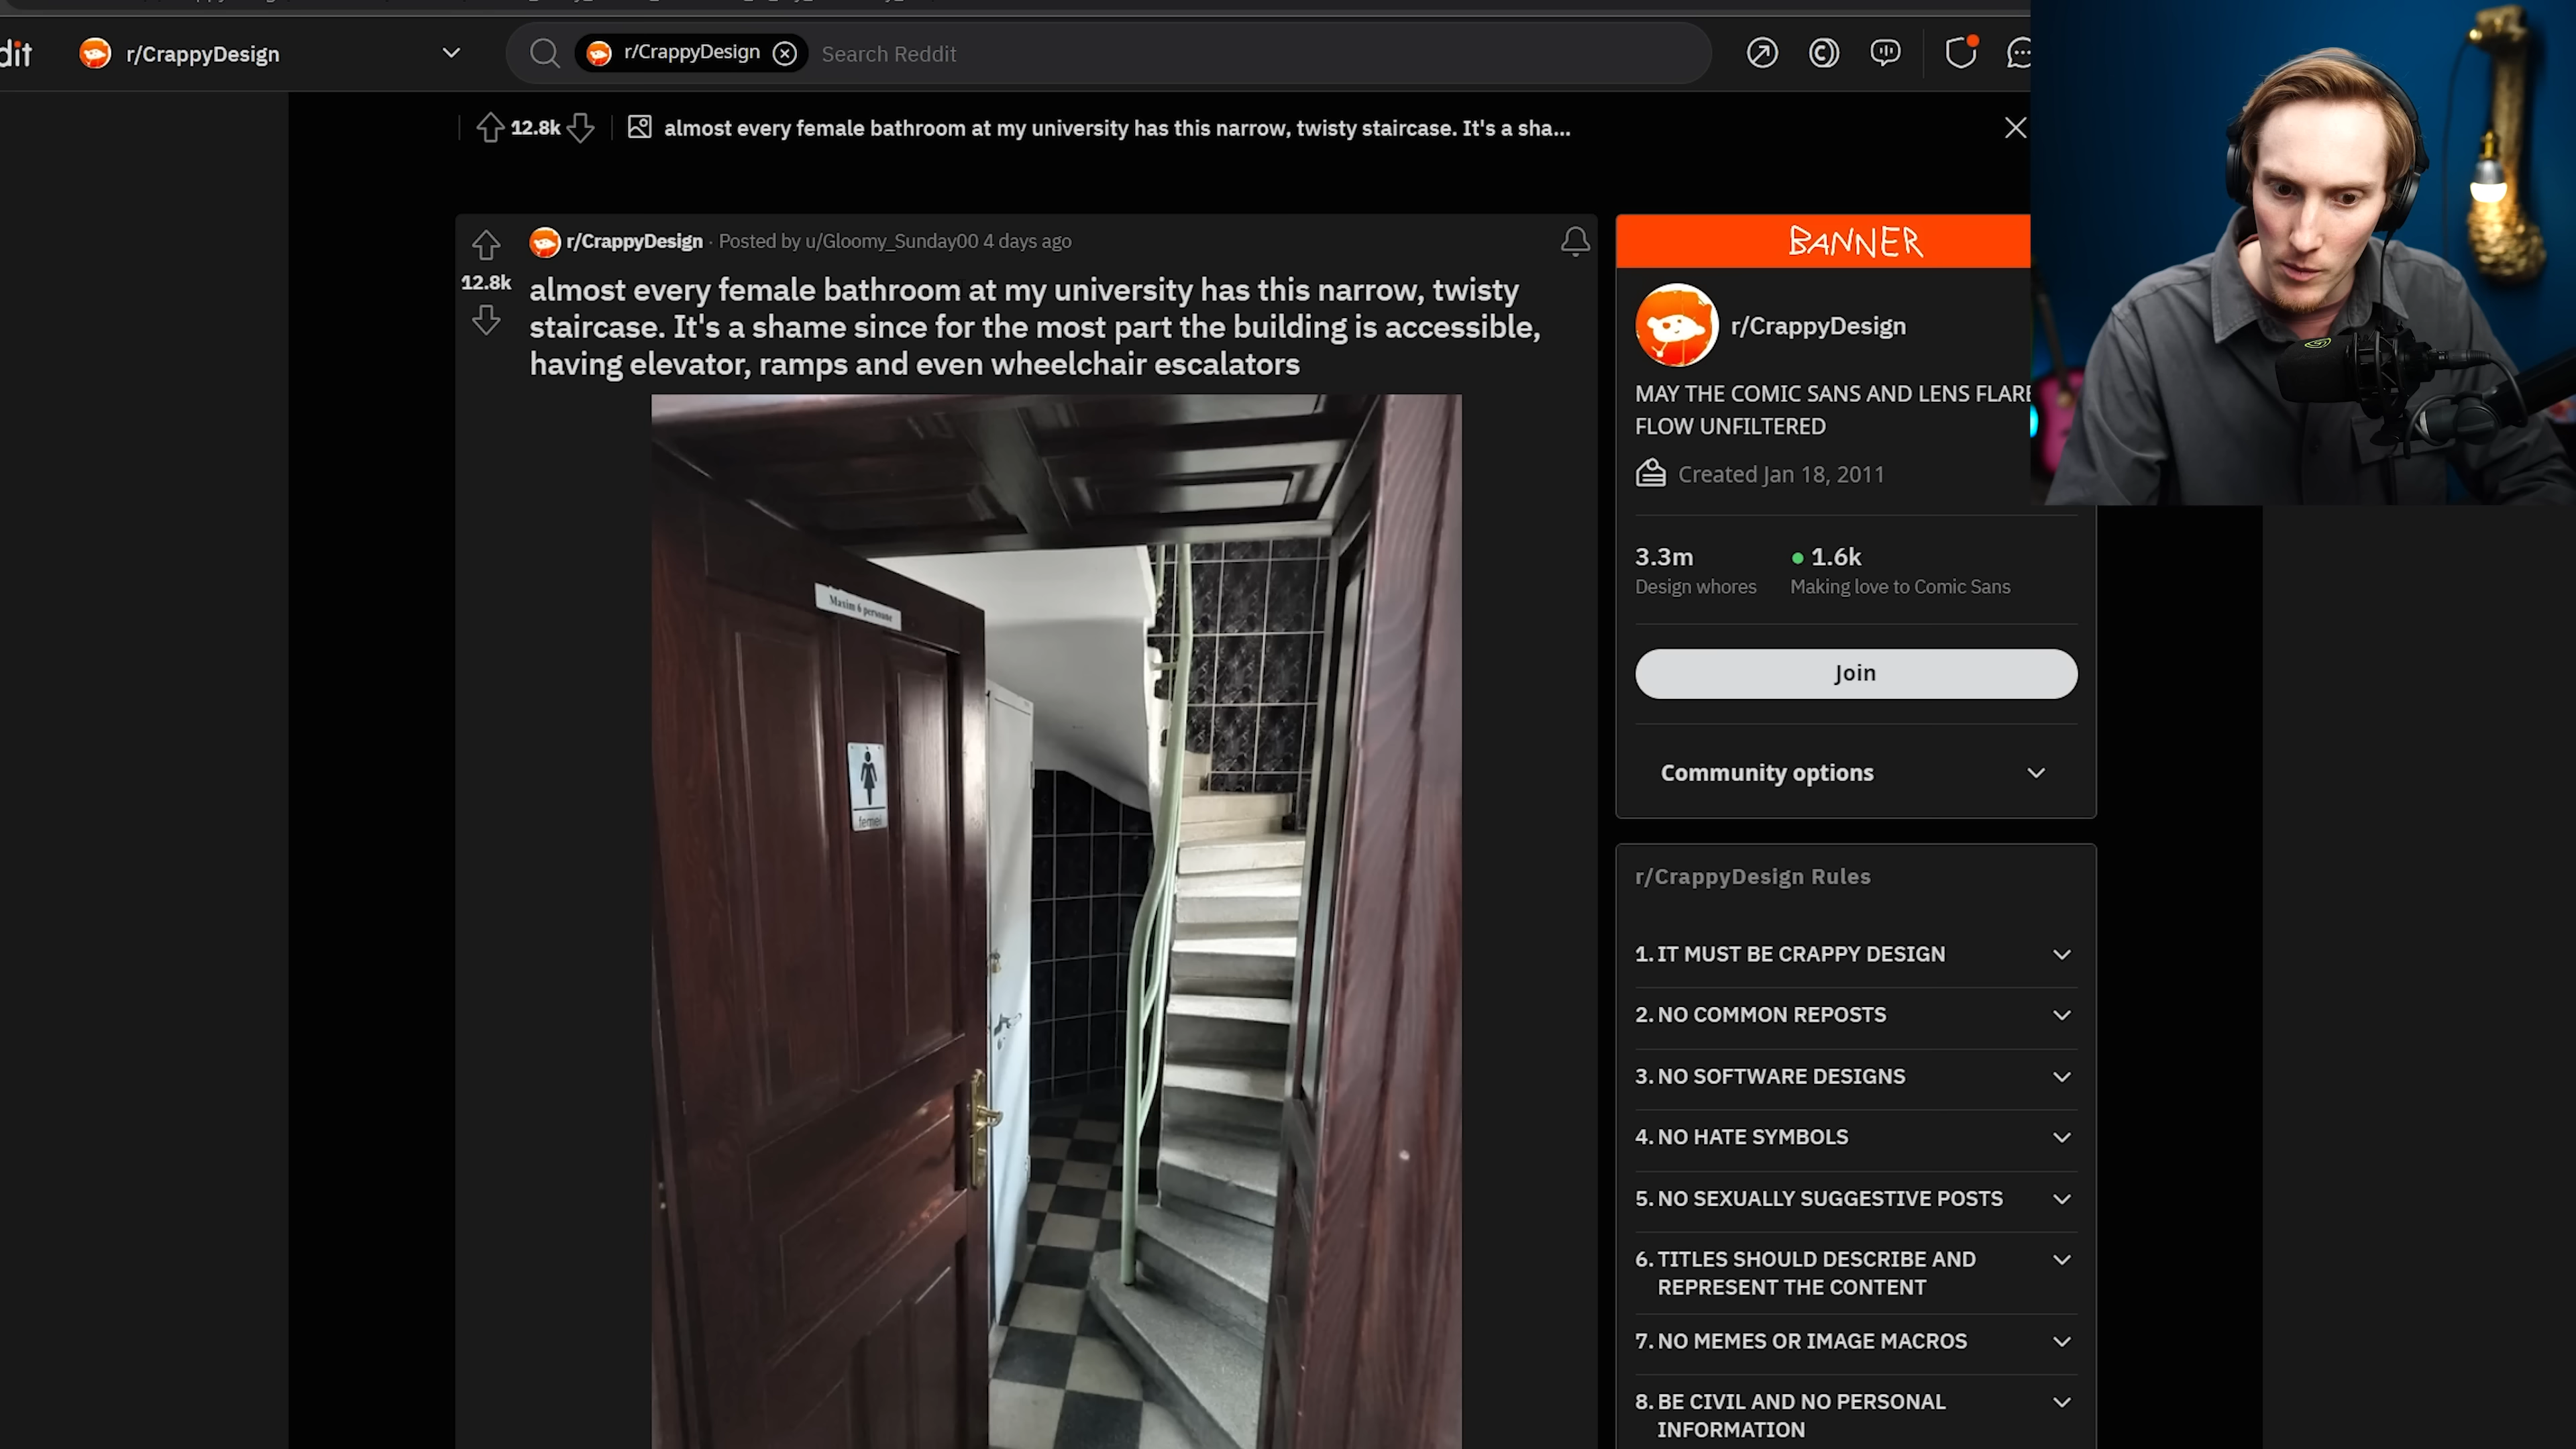 dit
r/CrappyDesign
r/CrappyDesign
Search Reddit
12.8k
almost every female bathroom at my university has this narrow, twisty staircase. It's a sha...
r/CrappyDesign · Posted by u/Gloomy_Sunday00 4 days ago
12.8k
almost every female bathroom at my university has this narrow, twisty
staircase. It's a shame since for the most part the building is accessible,
having elevator, ramps and even wheelchair escalators
Maxim 6 persoane
femei
BANNER
r/CrappyDesign
MAY THE COMIC SANS AND LENS FLARE
FLOW UNFILTERED
Created Jan 18, 2011
3.3m
Design whores
1.6k
Making love to Comic Sans
Join
Community options
r/CrappyDesign Rules
1. IT MUST BE CRAPPY DESIGN
2. NO COMMON REPOSTS
3. NO SOFTWARE DESIGNS
4. NO HATE SYMBOLS
5. NO SEXUALLY SUGGESTIVE POSTS
6. TITLES SHOULD DESCRIBE AND
REPRESENT THE CONTENT
7. NO MEMES OR IMAGE MACROS
8. BE CIVIL AND NO PERSONAL
INFORMATION